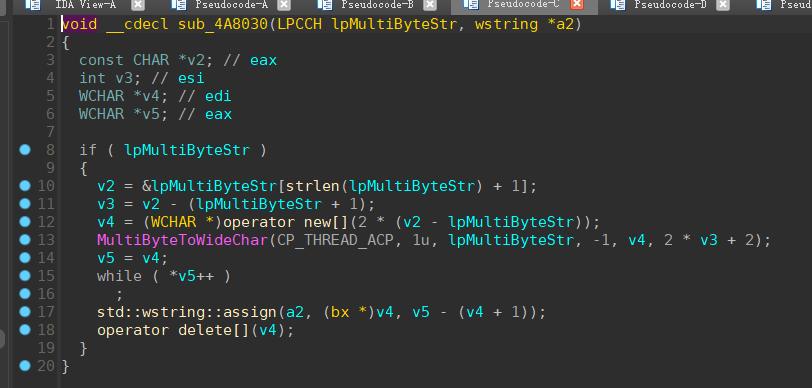 IDA View-A Pseudocode-A Pseudocode-B Pseudocode-C Pseudocode-D Pseud
1 void __cdecl sub_4A8030(LPCCH lpMultiByteStr, wstring *a2)
2 {
3 const CHAR *v2; // eax
4 int v3; // esi
5 WCHAR *v4; // edi
6 WCHAR *v5; // eax
7
8 if ( lpMultiByteStr )
9 {
10 v2 = &lpMultiByteStr[strlen(lpMultiByteStr) + 1];
11 v3 = v2 - (lpMultiByteStr + 1);
12 v4 = (WCHAR *)operator new[](2 * (v2 - lpMultiByteStr));
13 MultiByteToWideChar(CP_THREAD_ACP, 1u, lpMultiByteStr, -1, v4, 2 * v3 + 2);
14 v5 = v4;
15 while ( *v5++ )
16 ;
17 std::wstring::assign(a2, (bx *)v4, v5 - (v4 + 1));
18 operator delete[](v4);
19 }
20 }